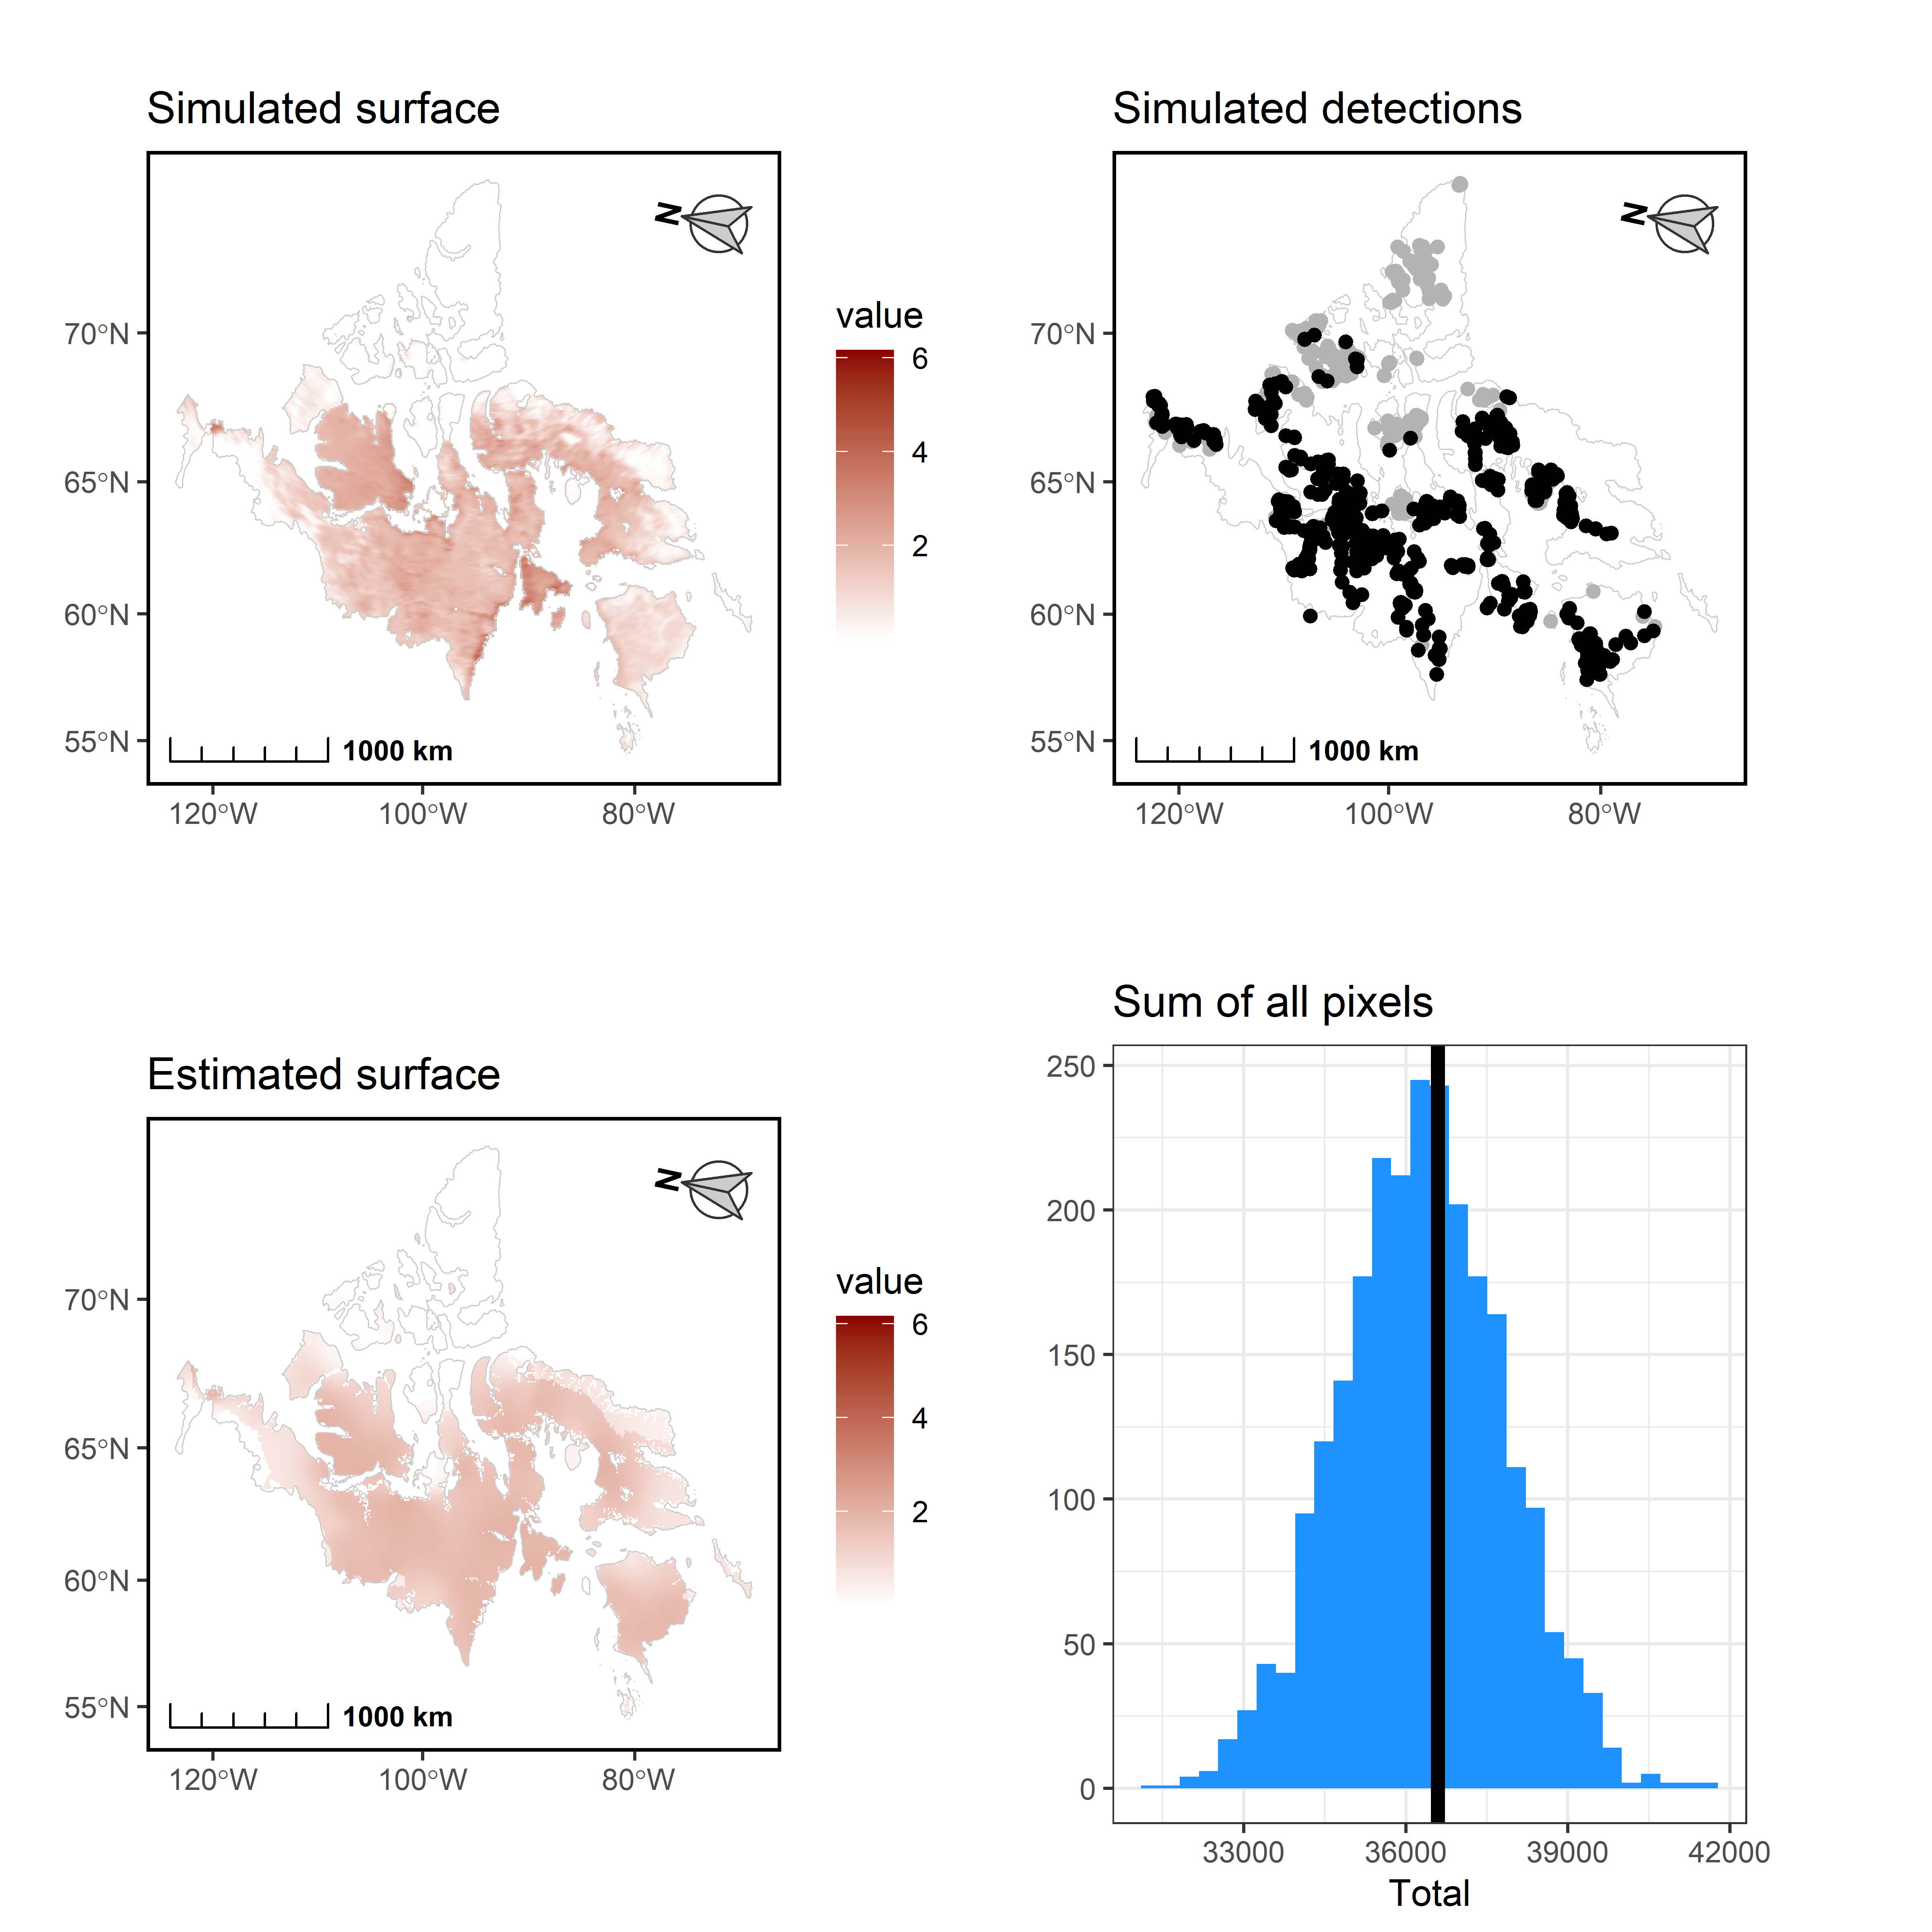 Simulated surface
N
70°N
65°N
60°N
55°N
1000 km
120°W 100°W 80°W
value
6
4
2
Simulated detections
N
70°N
65°N
60°N
55°N
1000 km
120°W 100°W 80°W
Estimated surface
N
70°N
65°N
60°N
55°N
1000 km
120°W 100°W 80°W
value
6
4
2
Sum of all pixels
250
200
150
100
50
0
33000 36000 39000 42000
Total